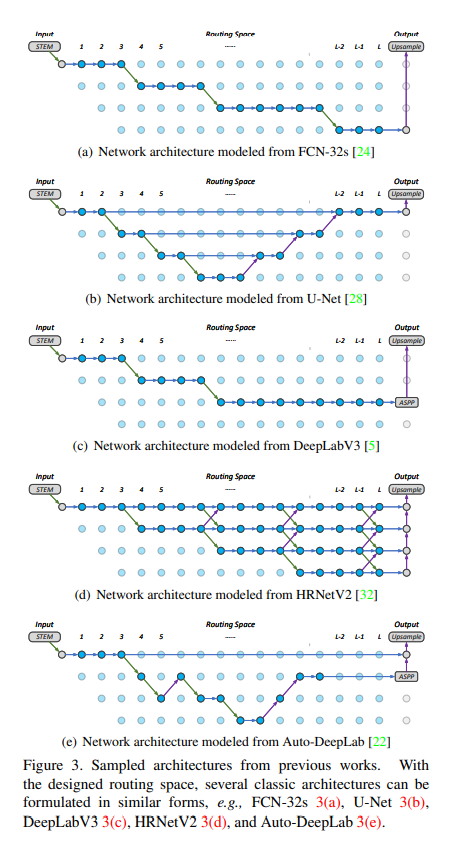 Input Routing Space Output
STEM 1 2 3 4 5 ...... L-2 L-1 L Upsample
(a) Network architecture modeled from FCN-32s [24]
Input Routing Space Output
STEM 1 2 3 4 5 ...... L-2 L-1 L Upsample
(b) Network architecture modeled from U-Net [28]
Input Routing Space Output
STEM 1 2 3 4 5 ...... L-2 L-1 L Upsample
ASPP
(c) Network architecture modeled from DeepLabV3 [5]
Input Routing Space Output
STEM 1 2 3 4 5 ...... L-2 L-1 L Upsample
(d) Network architecture modeled from HRNetV2 [32]
Input Routing Space Output
STEM 1 2 3 4 5 ...... L-2 L-1 L Upsample
ASPP
(e) Network architecture modeled from Auto-DeepLab [22]
Figure 3. Sampled architectures from previous works. With
the designed routing space, several classic architectures can be
formulated in similar forms, e.g., FCN-32s 3(a), U-Net 3(b),
DeepLabV3 3(c), HRNetV2 3(d), and Auto-DeepLab 3(e).